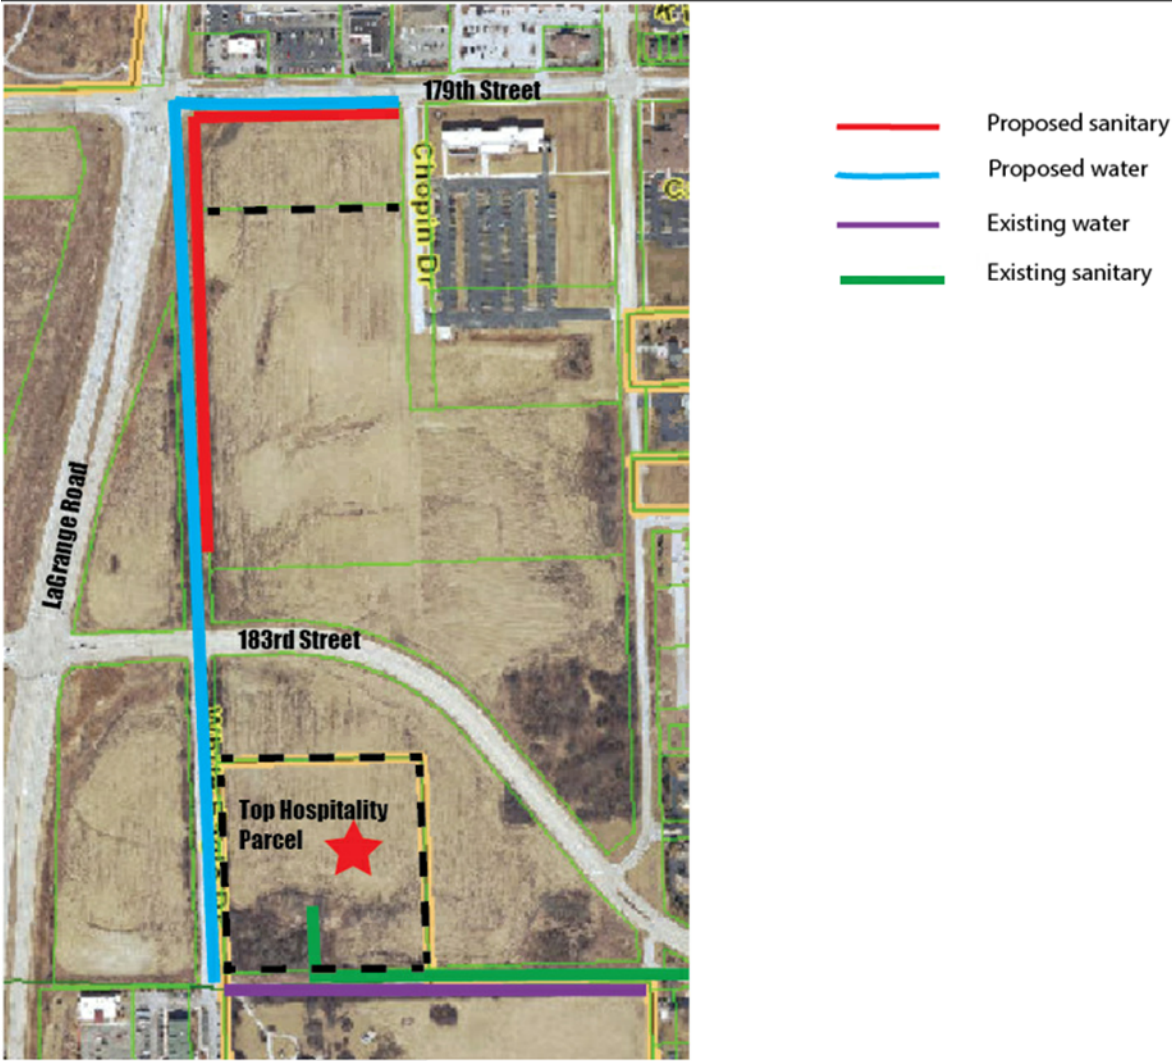 179th Street
Proposed sanitary
Proposed water
Chopin Dr
Existing water
Existing sanitary
LaGrange Road
183rd Street
Top Hospitality
Parcel